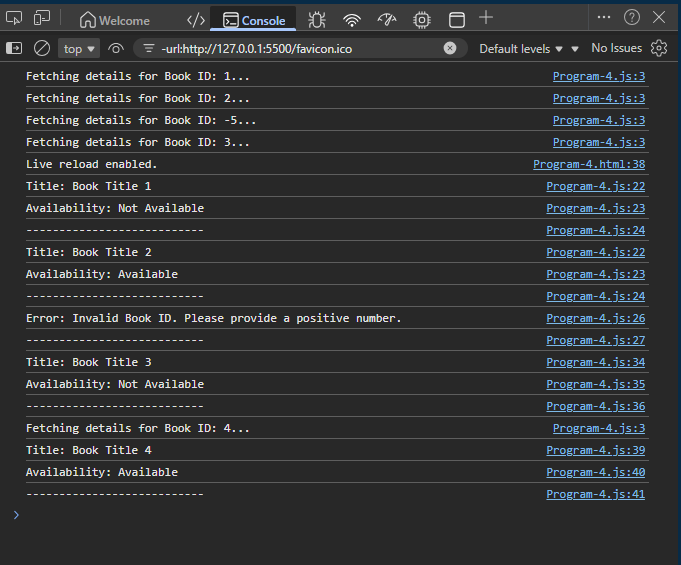 Welcome
Console
top
-url:http://127.0.0.1:5500/favicon.ico
Default levels
No Issues
Fetching details for Book ID: 1... Program-4.js:3
Fetching details for Book ID: 2... Program-4.js:3
Fetching details for Book ID: -5... Program-4.js:3
Fetching details for Book ID: 3... Program-4.js:3
Live reload enabled. Program-4.html:38
Title: Book Title 1 Program-4.js:22
Availability: Not Available Program-4.js:23
--------------------------- Program-4.js:24
Title: Book Title 2 Program-4.js:22
Availability: Available Program-4.js:23
--------------------------- Program-4.js:24
Error: Invalid Book ID. Please provide a positive number. Program-4.js:26
--------------------------- Program-4.js:27
Title: Book Title 3 Program-4.js:34
Availability: Not Available Program-4.js:35
--------------------------- Program-4.js:36
Fetching details for Book ID: 4... Program-4.js:3
Title: Book Title 4 Program-4.js:39
Availability: Available Program-4.js:40
--------------------------- Program-4.js:41